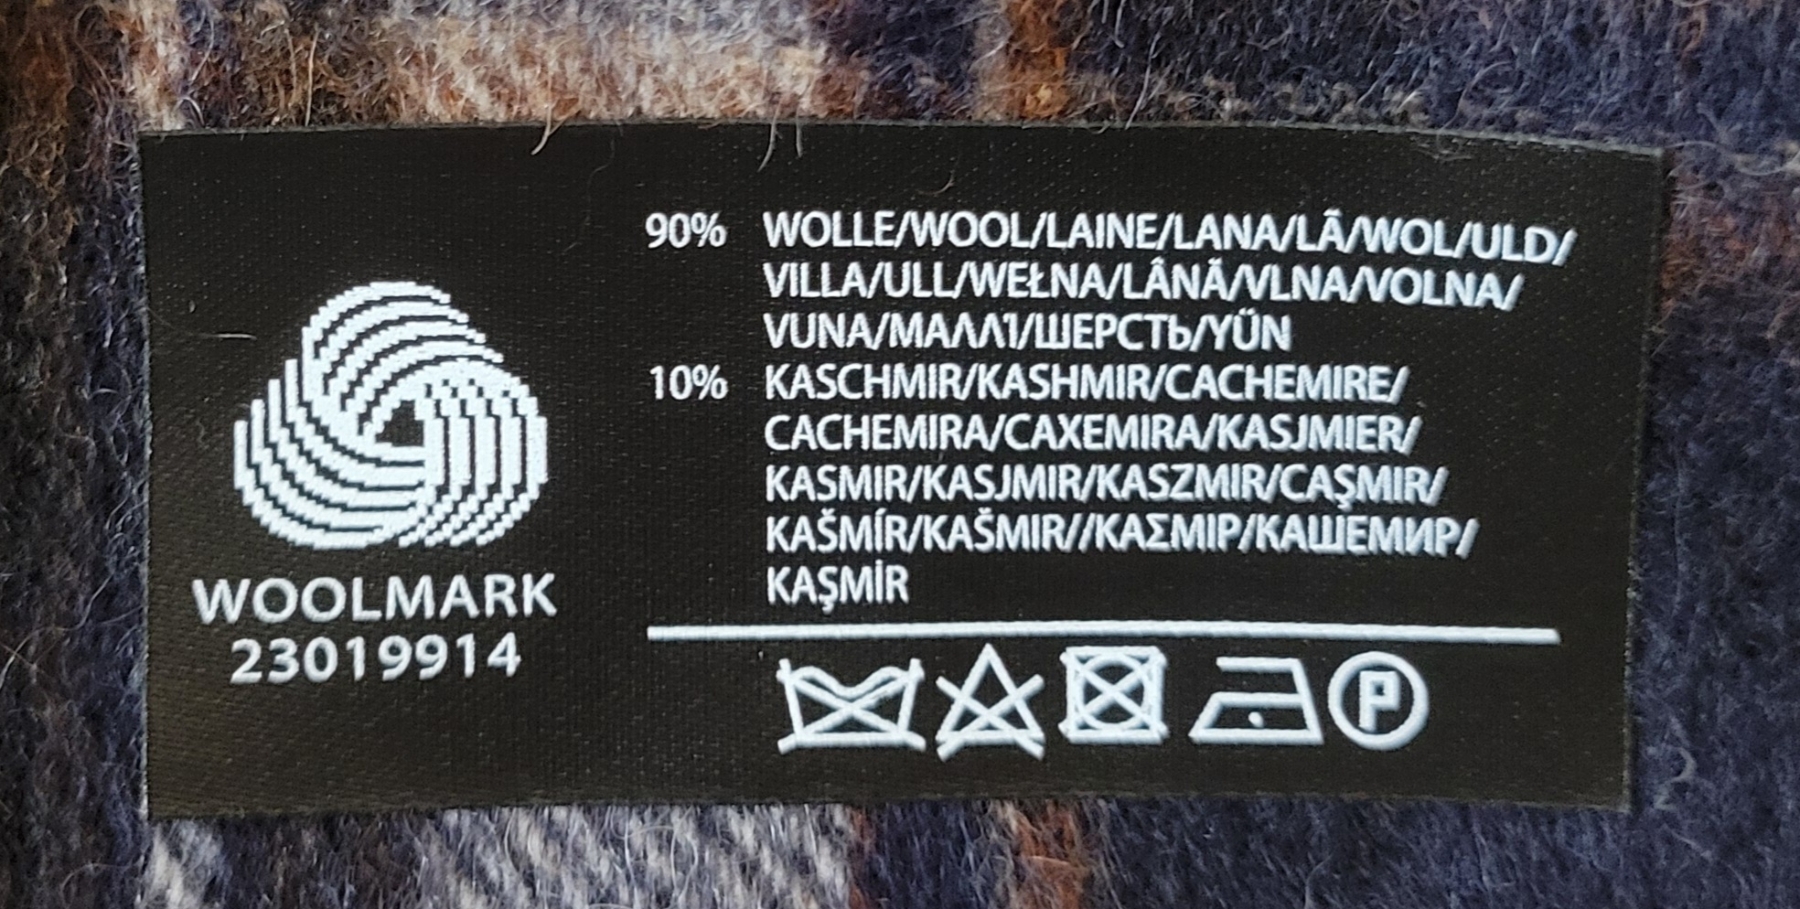 90% WOLLE/WOOL/LAINE/LANA/LÃ/WOL/ULD/
VILLA/ULL/WEŁNA/LÂNĂ/VLNA/VOLNA/
VUNA/ΜΑΛΛΊ/ШЕРСТЬ/YÜN
10% KASCHMIR/KASHMIR/CACHEMIRE/
CACHEMIRA/CAXEMIRA/KASJMIER/
KASMIR/KASJMIR/KASZMIR/CAŞMIR/
KAŠMÍR/KAŠMIR//ΚΑΣΜΙΡ/КАШЕМИР/
KAŞMİR
WOOLMARK
23019914
P